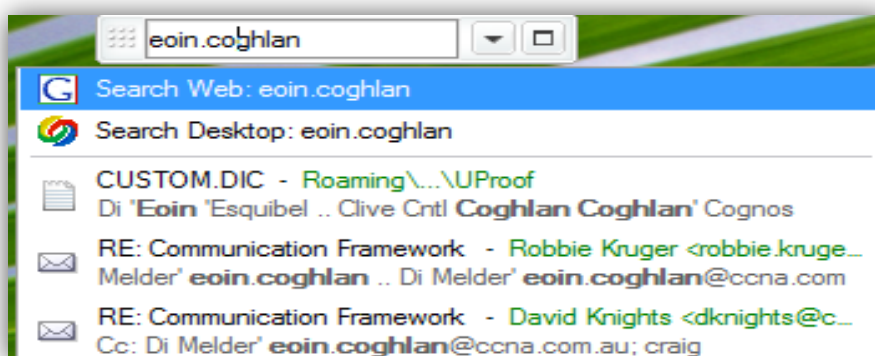 eoin.coghlan
Search Web: eoin.coghlan
Search Desktop: eoin.coghlan
CUSTOM.DIC - Roaming\...\UProof
Di 'Eoin 'Esquibel .. Clive Cntl Coghlan Coghlan' Cognos
RE: Communication Framework - Robbie Kruger <robbie.kruge...
Melder' eoin.coghlan .. Di Melder' eoin.coghlan@ccna.com
RE: Communication Framework - David Knights <dknights@c...
Cc: Di Melder' eoin.coghlan@ccna.com.au; craig